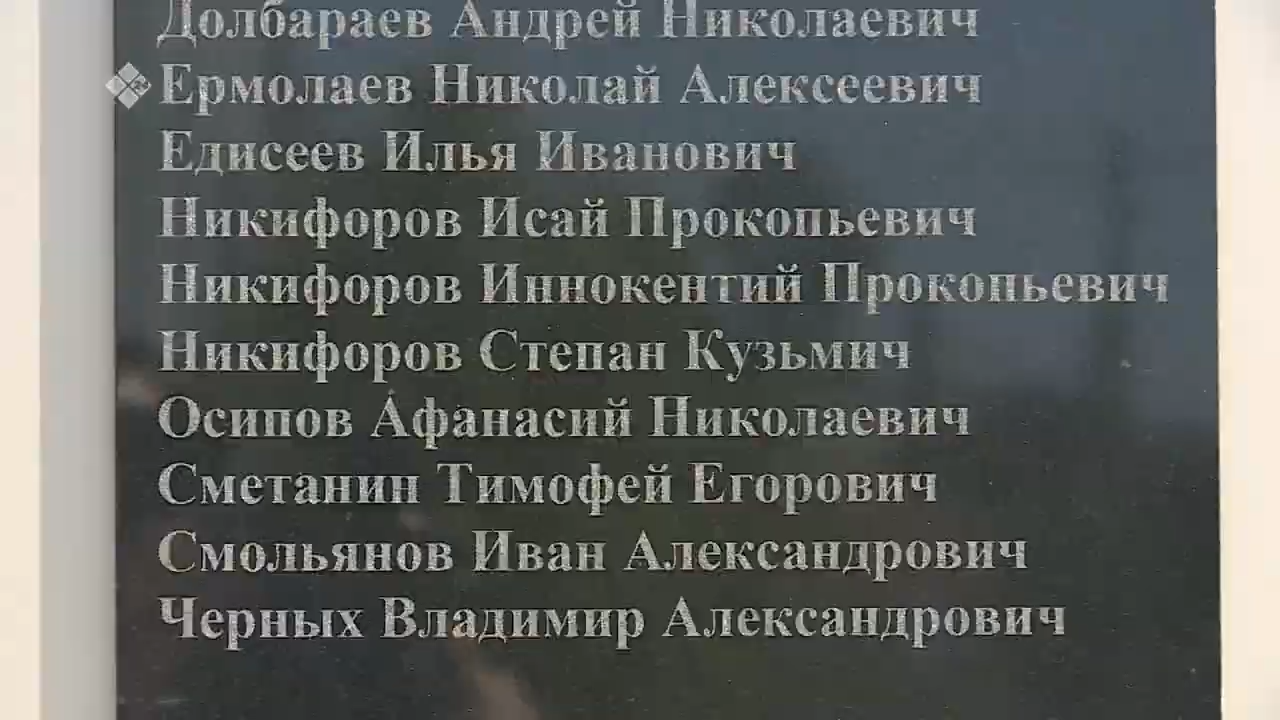 Долбараев Андрей Николаевич
Ермолаев Николай Алексеевич
Едисеев Илья Иванович
Никифоров Исай Прокопьевич
Никифоров Иннокентий Прокопьевич
Никифоров Степан Кузьмич
Осипов Афанасий Николаевич
Сметанин Тимофей Егорович
Смольянов Иван Александрович
Черных Владимир Александрович